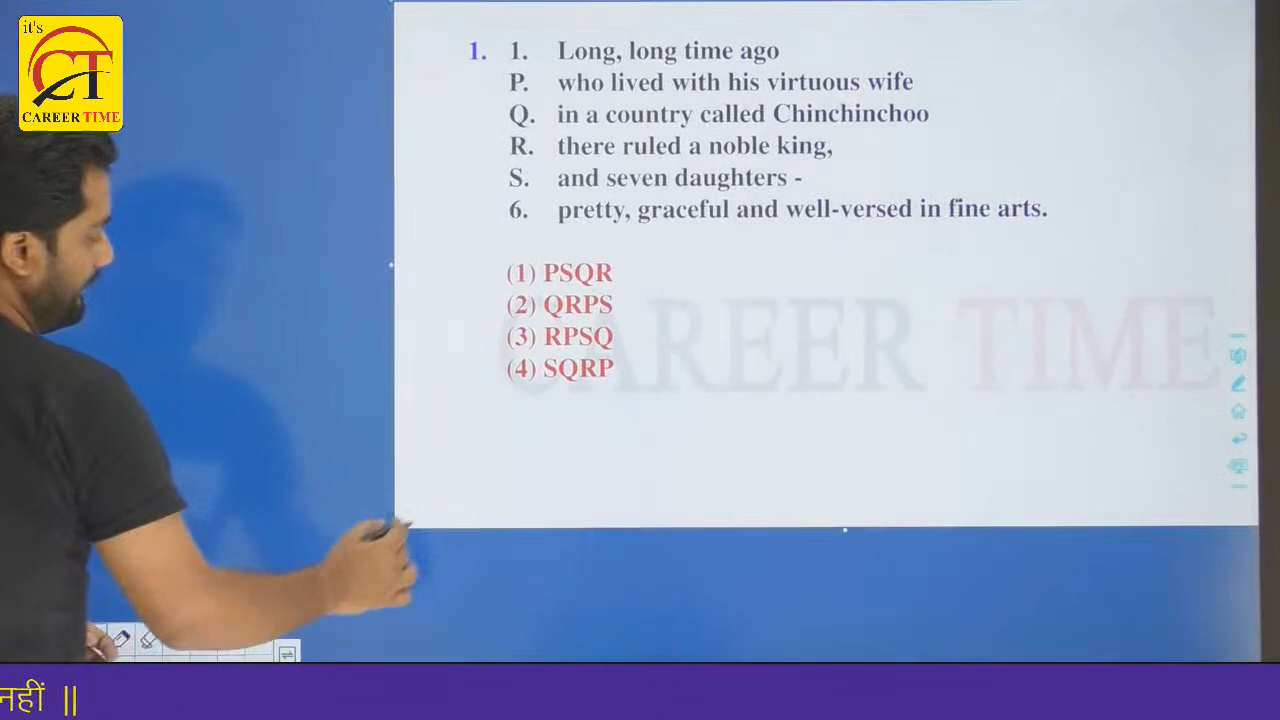 it's
CT
CAREER TIME
1. 1. Long, long time ago
P. who lived with his virtuous wife
Q. in a country called Chinchinchoo
R. there ruled a noble king,
S. and seven daughters -
6. pretty, graceful and well-versed in fine arts.
(1) PSQR
(2) QRPS
(3) RPSQ
(4) SQRP
CAREER TIME
नहीं ||